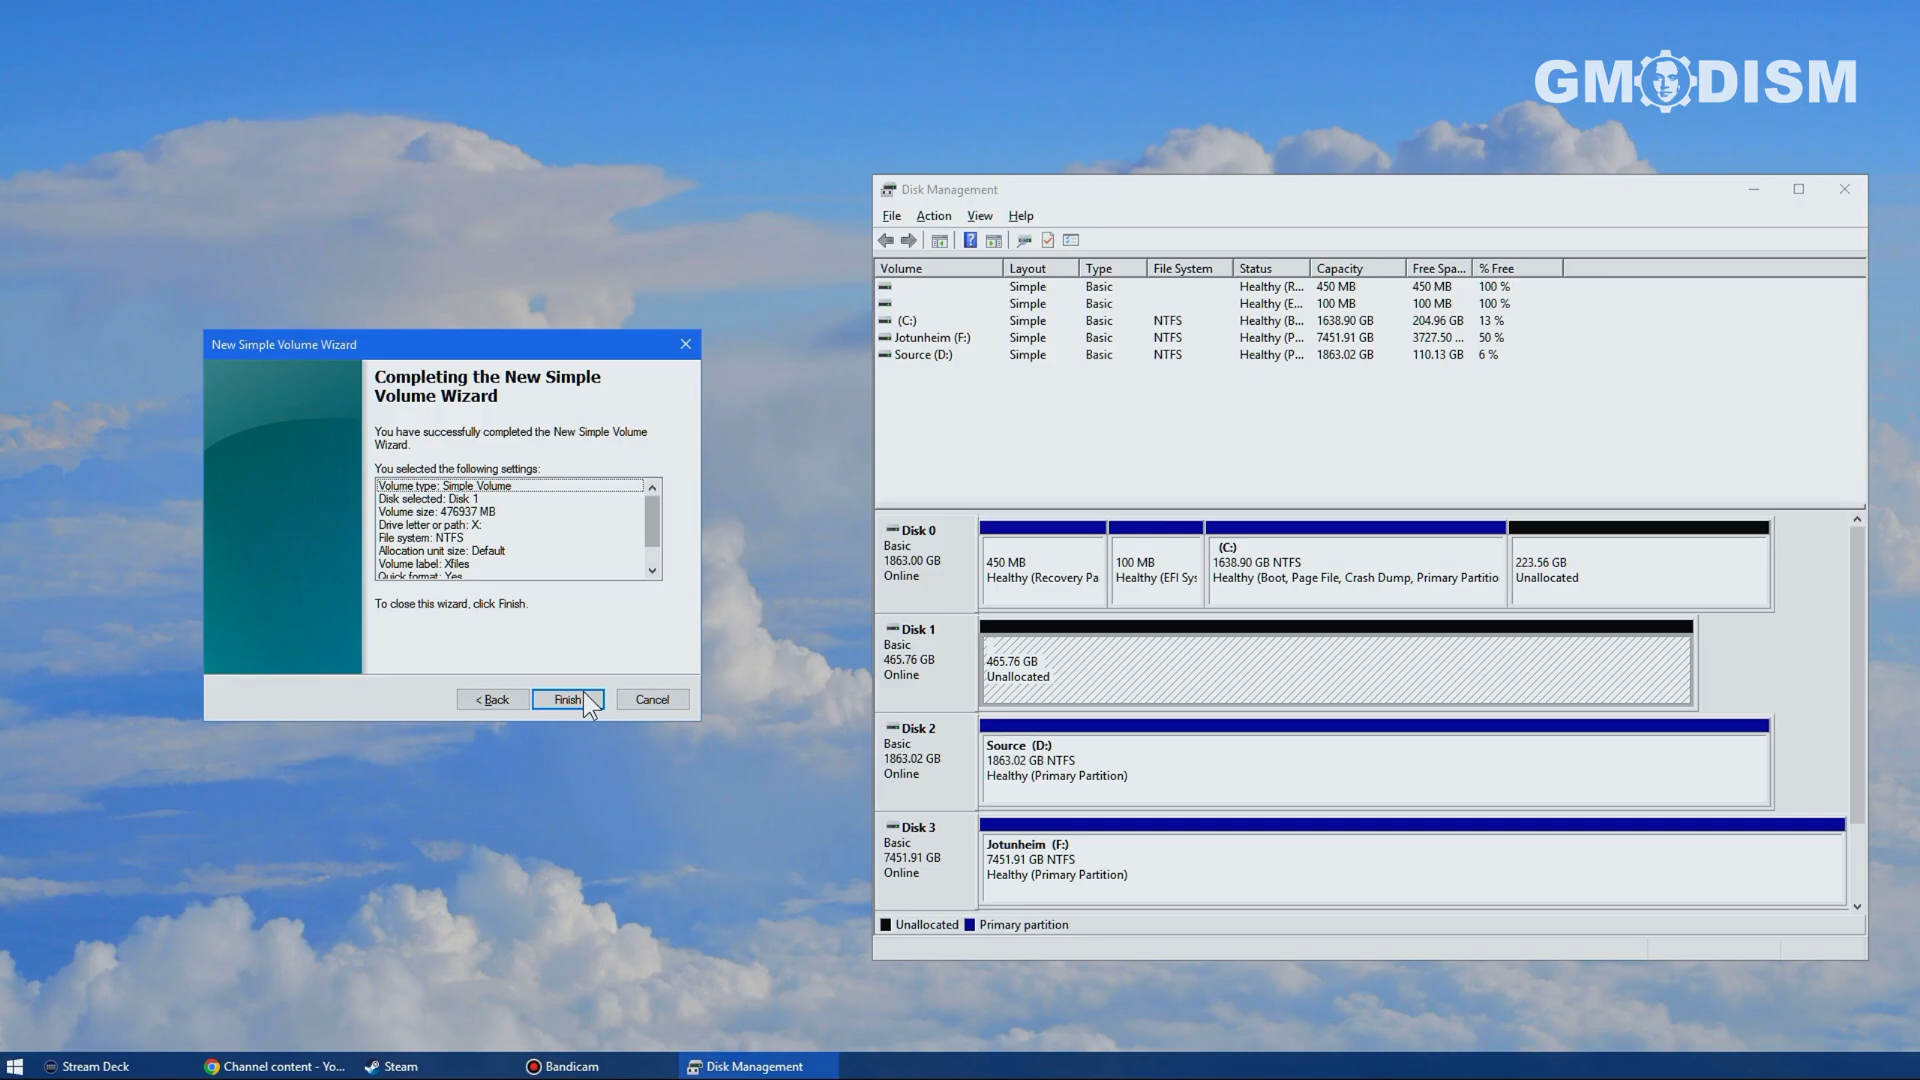 GMODISM
New Simple Volume Wizard
Completing the New Simple
Volume Wizard
You have successfully completed the New Simple Volume
Wizard.
You selected the following settings:
Volume type: Simple Volume
Disk selected: Disk 1
Volume size: 476937 MB
Drive letter or path: X:
File system: NTFS
Allocation unit size: Default
Volume label: Xfiles
Quick format: Yes
To close this wizard, click Finish.
< Back
Finish
Cancel
Disk Management
File Action View Help
Volume Layout Type File System Status Capacity Free Spa... % Free
Simple Basic Healthy (R... 450 MB 450 MB 100 %
Simple Basic Healthy (E... 100 MB 100 MB 100 %
(C:) Simple Basic NTFS Healthy (B... 1638.90 GB 204.96 GB 13 %
Jotunheim (F:) Simple Basic NTFS Healthy (P... 7451.91 GB 3727.50 ... 50 %
Source (D:) Simple Basic NTFS Healthy (P... 1863.02 GB 110.13 GB 6 %
Disk 0
Basic
1863.00 GB
Online
450 MB
Healthy (Recovery Pa
100 MB
Healthy (EFI Sys
(C:)
1638.90 GB NTFS
Healthy (Boot, Page File, Crash Dump, Primary Partitio
223.56 GB
Unallocated
Disk 1
Basic
465.76 GB
Online
465.76 GB
Unallocated
Disk 2
Basic
1863.02 GB
Online
Source (D:)
1863.02 GB NTFS
Healthy (Primary Partition)
Disk 3
Basic
7451.91 GB
Online
Jotunheim (F:)
7451.91 GB NTFS
Healthy (Primary Partition)
Unallocated Primary partition
Stream Deck
Channel content - Yo...
Steam
Bandicam
Disk Management